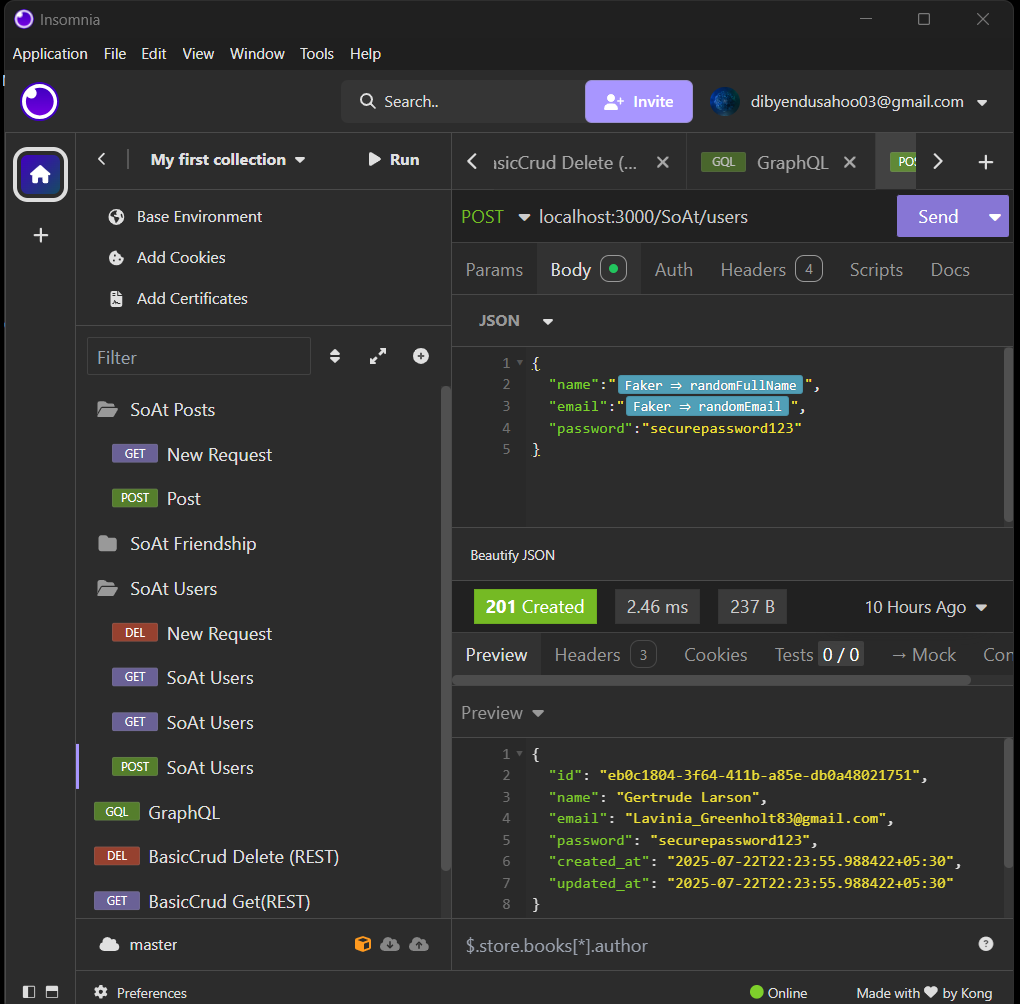 Insomnia
Application File Edit View Window Tools Help
Search..
Invite
dibyendusahoo03@gmail.com
My first collection
Run
Base Environment
Add Cookies
Add Certificates
Filter
SoAt Posts
GET New Request
POST Post
SoAt Friendship
SoAt Users
DEL New Request
GET SoAt Users
GET SoAt Users
POST SoAt Users
GQL GraphQL
DEL BasicCrud Delete (REST)
GET BasicCrud Get(REST)
master
Preferences
asicCrud Delete (...
GQL GraphQL
POS
POST localhost:3000/SoAt/users
Send
Params Body Auth Headers 4 Scripts Docs
JSON
1 {
2 "name":" Faker ⇒ randomFullName ",
3 "email":" Faker ⇒ randomEmail ",
4 "password":"securepassword123"
5 }
Beautify JSON
201 Created 2.46 ms 237 B 10 Hours Ago
Preview Headers 3 Cookies Tests 0 / 0 → Mock Con
Preview
1 {
2 "id": "eb0c1804-3f64-411b-a85e-db0a48021751",
3 "name": "Gertrude Larson",
4 "email": "Lavinia_Greenholt83@gmail.com",
5 "password": "securepassword123",
6 "created_at": "2025-07-22T22:23:55.988422+05:30",
7 "updated_at": "2025-07-22T22:23:55.988422+05:30"
8 }
$.store.books[*].author
Online
Made with ♥ by Kong